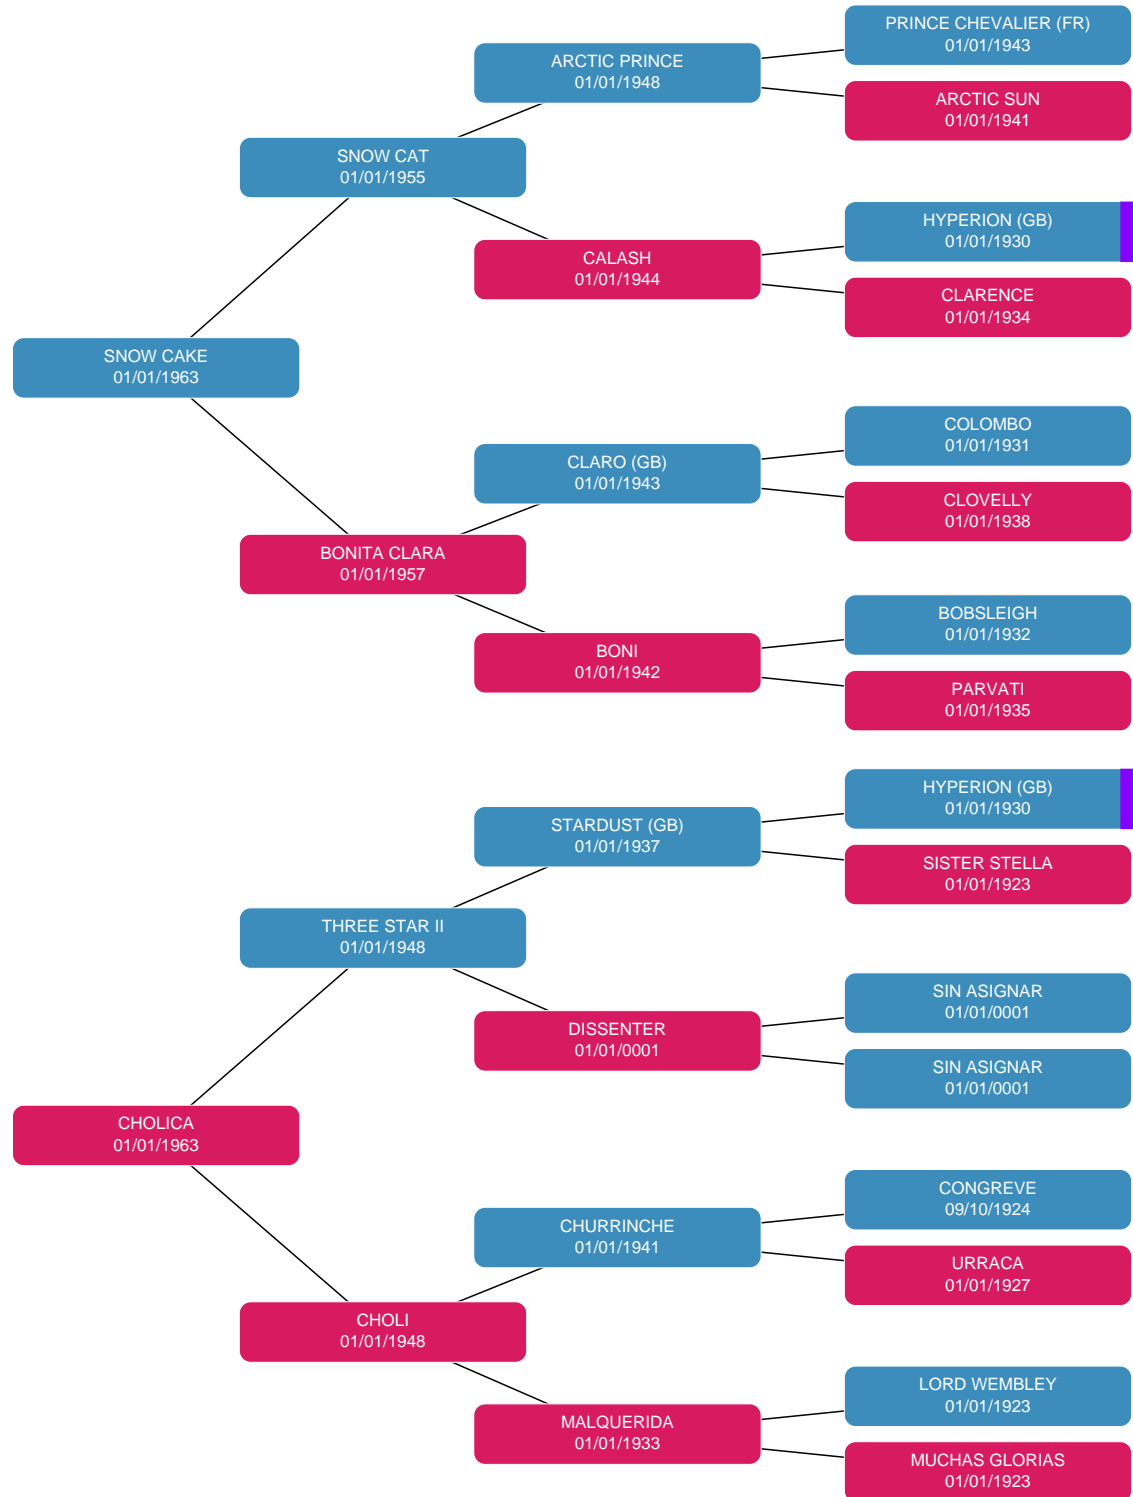 PRINCE CHEVALIER (FR)
01/01/1943
ARCTIC PRINCE
01/01/1948
ARCTIC SUN
01/01/1941
SNOW CAT
01/01/1955
HYPERION (GB)
01/01/1930
CALASH
01/01/1944
CLARENCE
01/01/1934
SNOW CAKE
01/01/1963
COLOMBO
01/01/1931
CLARO (GB)
01/01/1943
CLOVELLY
01/01/1938
BONITA CLARA
01/01/1957
BOBSLEIGH
01/01/1932
BONI
01/01/1942
PARVATI
01/01/1935
HYPERION (GB)
01/01/1930
STARDUST (GB)
01/01/1937
SISTER STELLA
01/01/1923
THREE STAR II
01/01/1948
SIN ASIGNAR
01/01/0001
DISSENTER
01/01/0001
SIN ASIGNAR
01/01/0001
CHOLICA
01/01/1963
CONGREVE
09/10/1924
CHURRINCHE
01/01/1941
URRACA
01/01/1927
CHOLI
01/01/1948
LORD WEMBLEY
01/01/1923
MALQUERIDA
01/01/1933
MUCHAS GLORIAS
01/01/1923